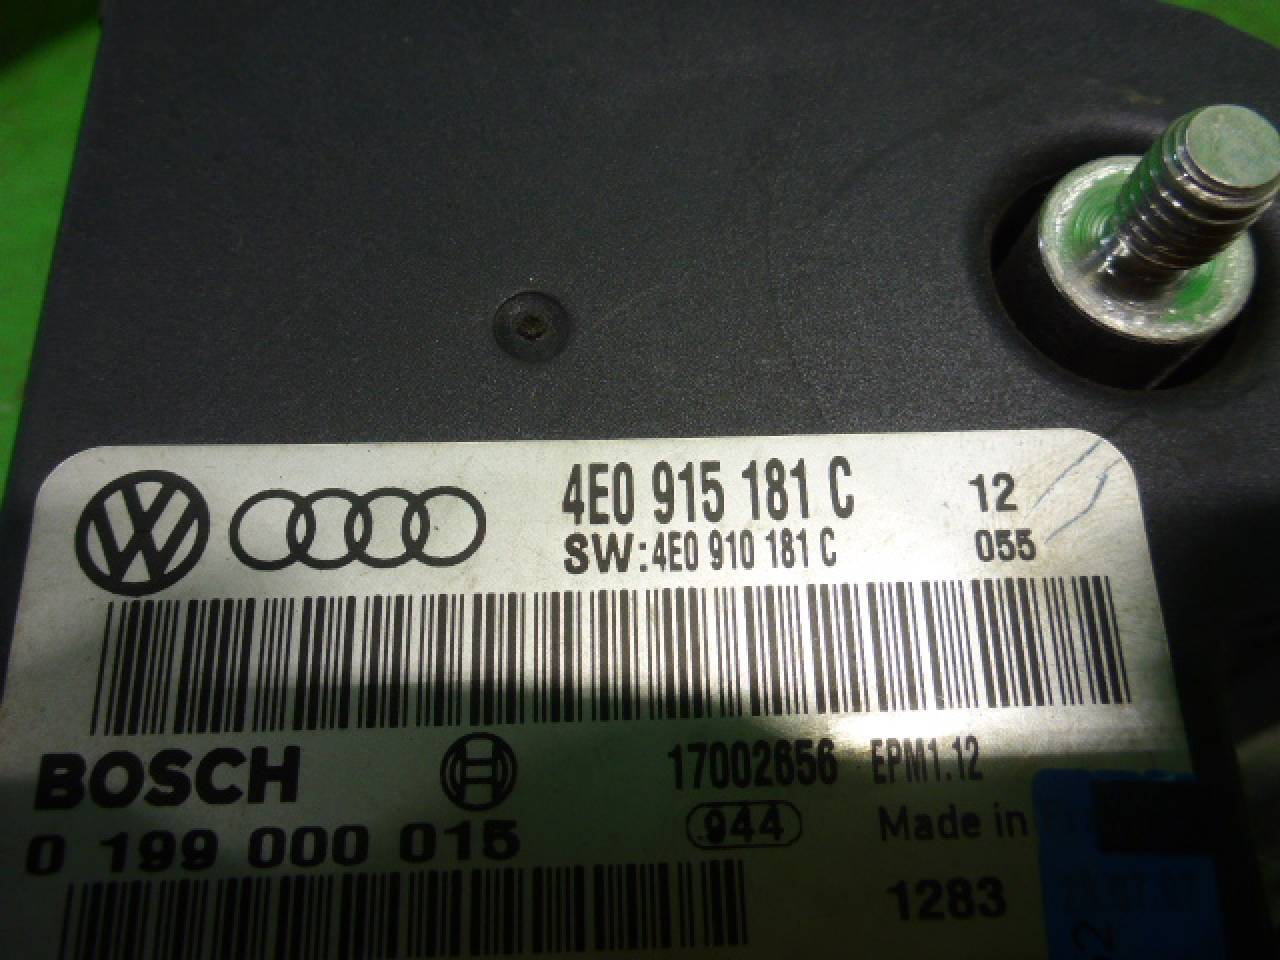 4E0 915 181 C 12
SW:4E0 910 181 C 055
BOSCH 17002656 EPM1.12
0 199 000 015 944 Made in
1283
2